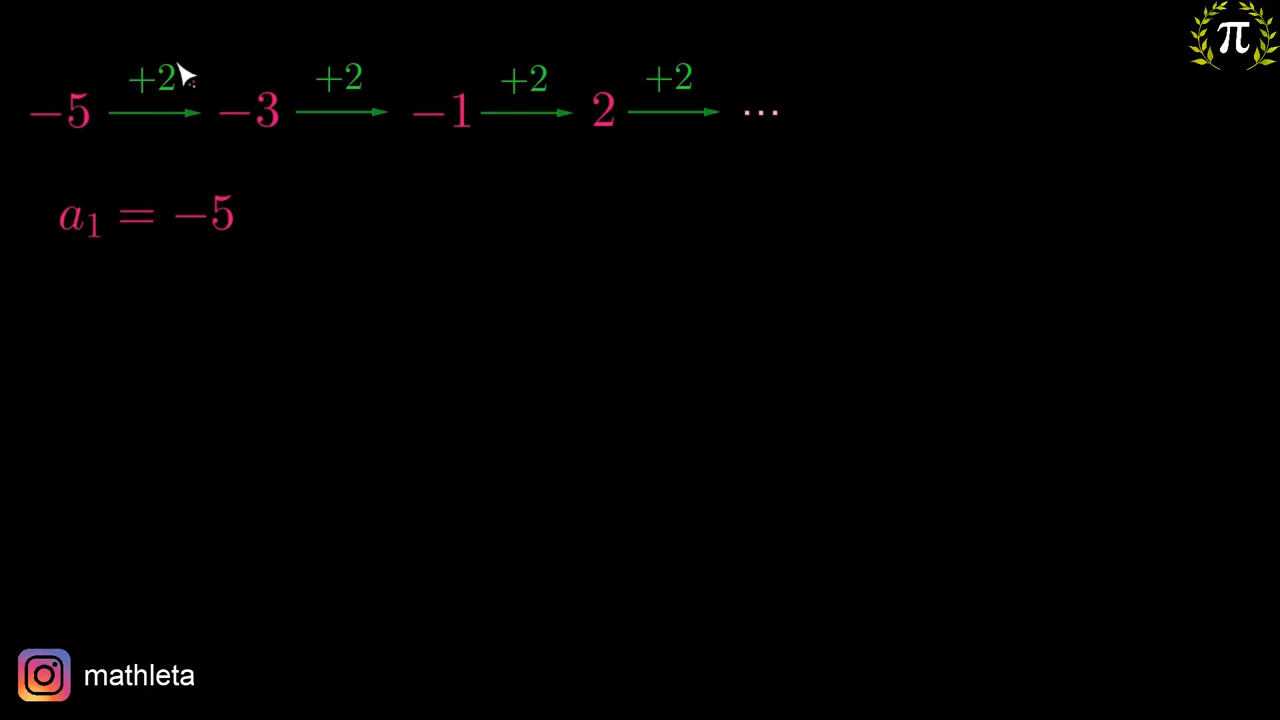 π
+2 +2 +2 +2
−5 −3 −1 2 ...
a₁ = −5
mathleta